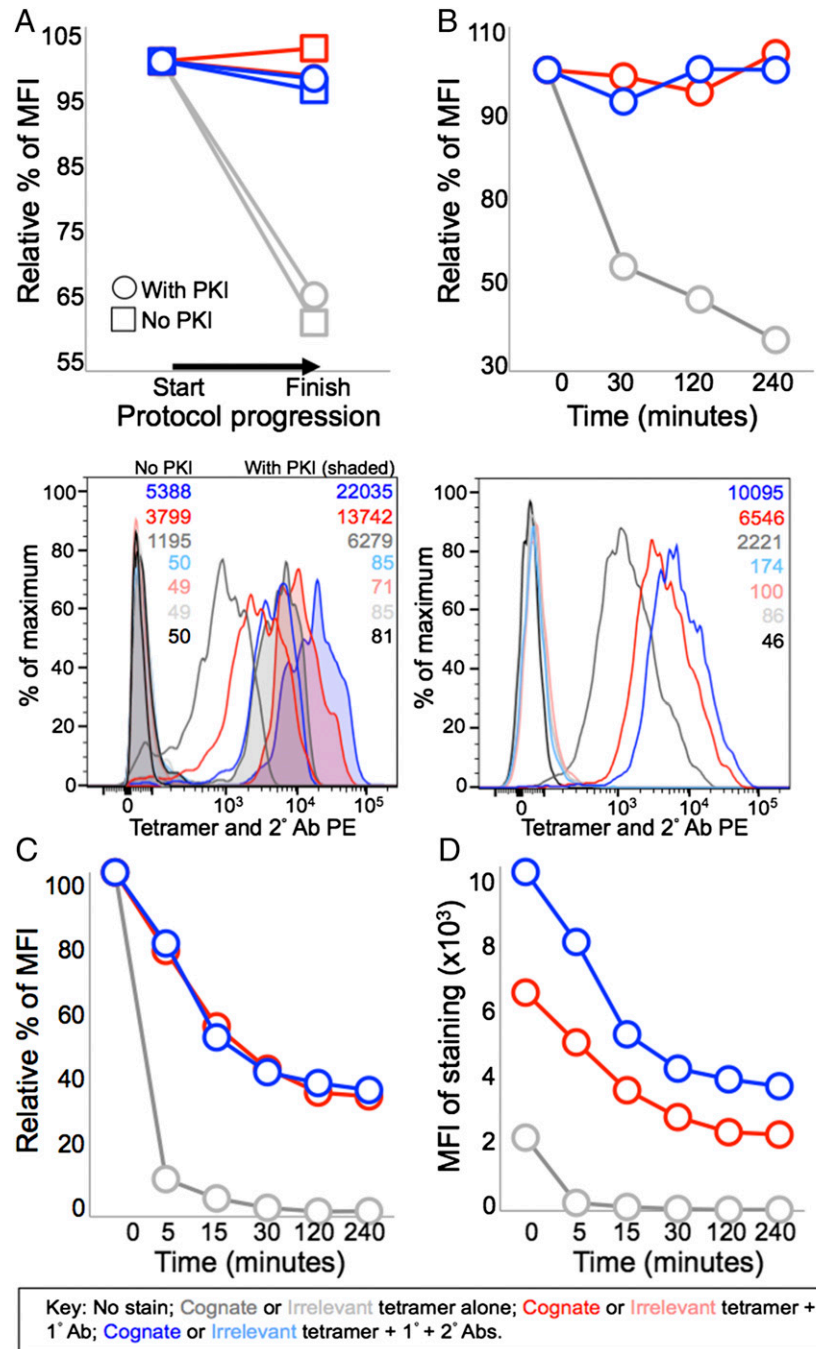 A
B
105
95
85
75
65
55
Relative % of MFI
With PKI
No PKI
Start
Finish
Protocol progression
110
90
80
50
30
Relative % of MFI
0 30 120 240
Time (minutes)
No PKI With PKI (shaded)
5388 22035
3799 13742
1195 6279
50 85
49 71
49 85
50 81
100
80
60
40
20
0
% of maximum
0 10³ 10⁴ 10⁵
Tetramer and 2° Ab PE
10095
6546
2221
174
100
86
46
100
80
60
40
20
0
% of maximum
0 10³ 10⁴ 10⁵
Tetramer and 2° Ab PE
C
D
100
80
60
40
20
0
Relative % of MFI
0 5 15 30 120 240
Time (minutes)
10
8
6
4
2
0
MFI of staining (x10³)
0 5 15 30 120 240
Time (minutes)
Key: No stain; Cognate or Irrelevant tetramer alone; Cognate or Irrelevant tetramer +
1° Ab; Cognate or Irrelevant tetramer + 1° + 2° Abs.